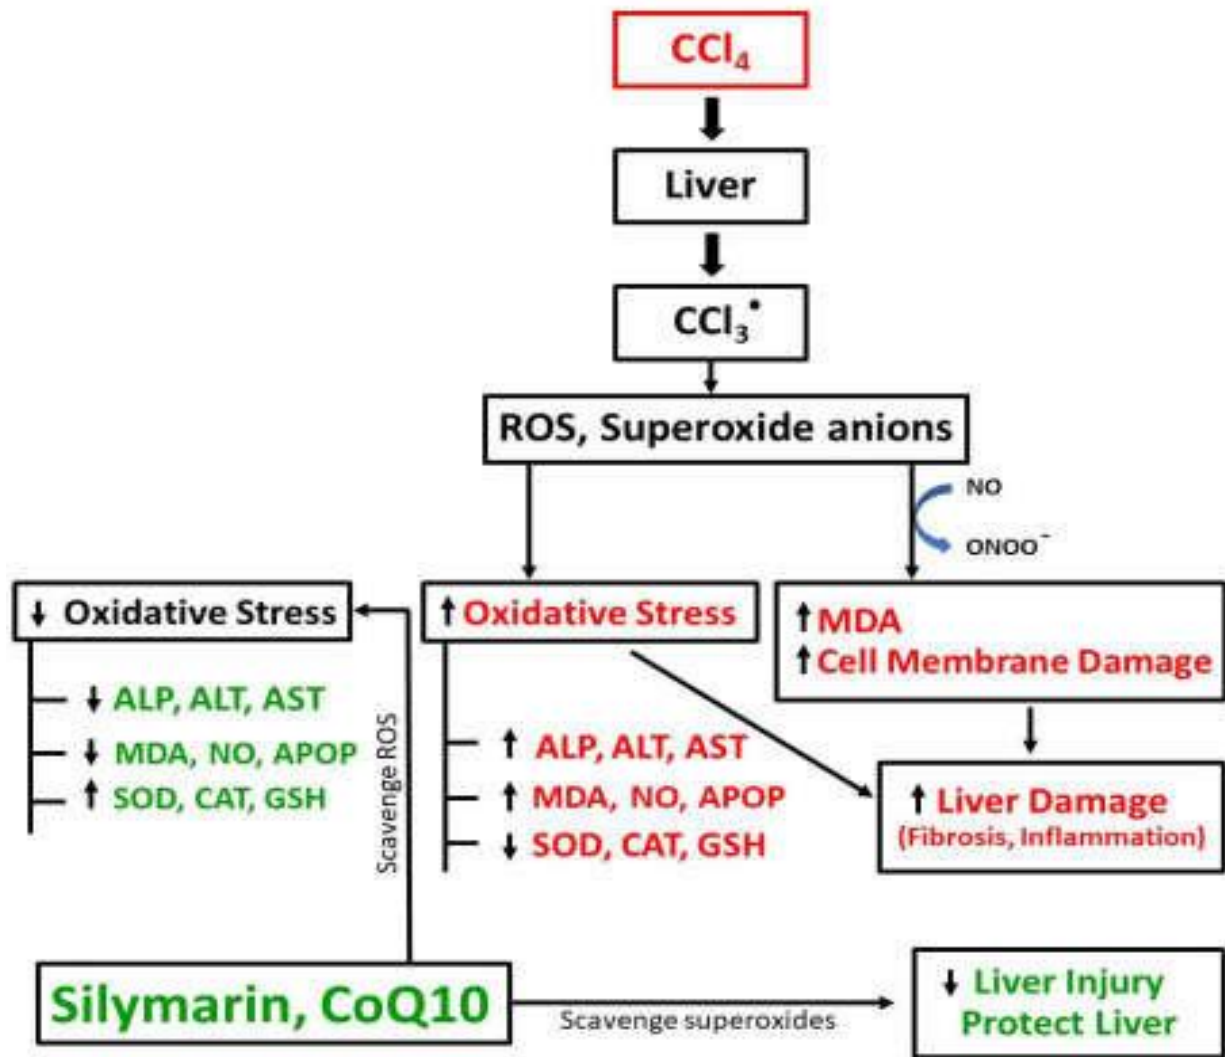 CCl₄
Liver
CCl₃•
ROS, Superoxide anions
NO
ONOO⁻
↓ Oxidative Stress
↓ ALP, ALT, AST
↓ MDA, NO, APOP
↑ SOD, CAT, GSH
Scavenge ROS
↑ Oxidative Stress
↑ ALP, ALT, AST
↑ MDA, NO, APOP
↓ SOD, CAT, GSH
↑ MDA
↑ Cell Membrane Damage
↑ Liver Damage
(Fibrosis, Inflammation)
Silymarin, CoQ10
Scavenge superoxides
↓ Liver Injury
Protect Liver